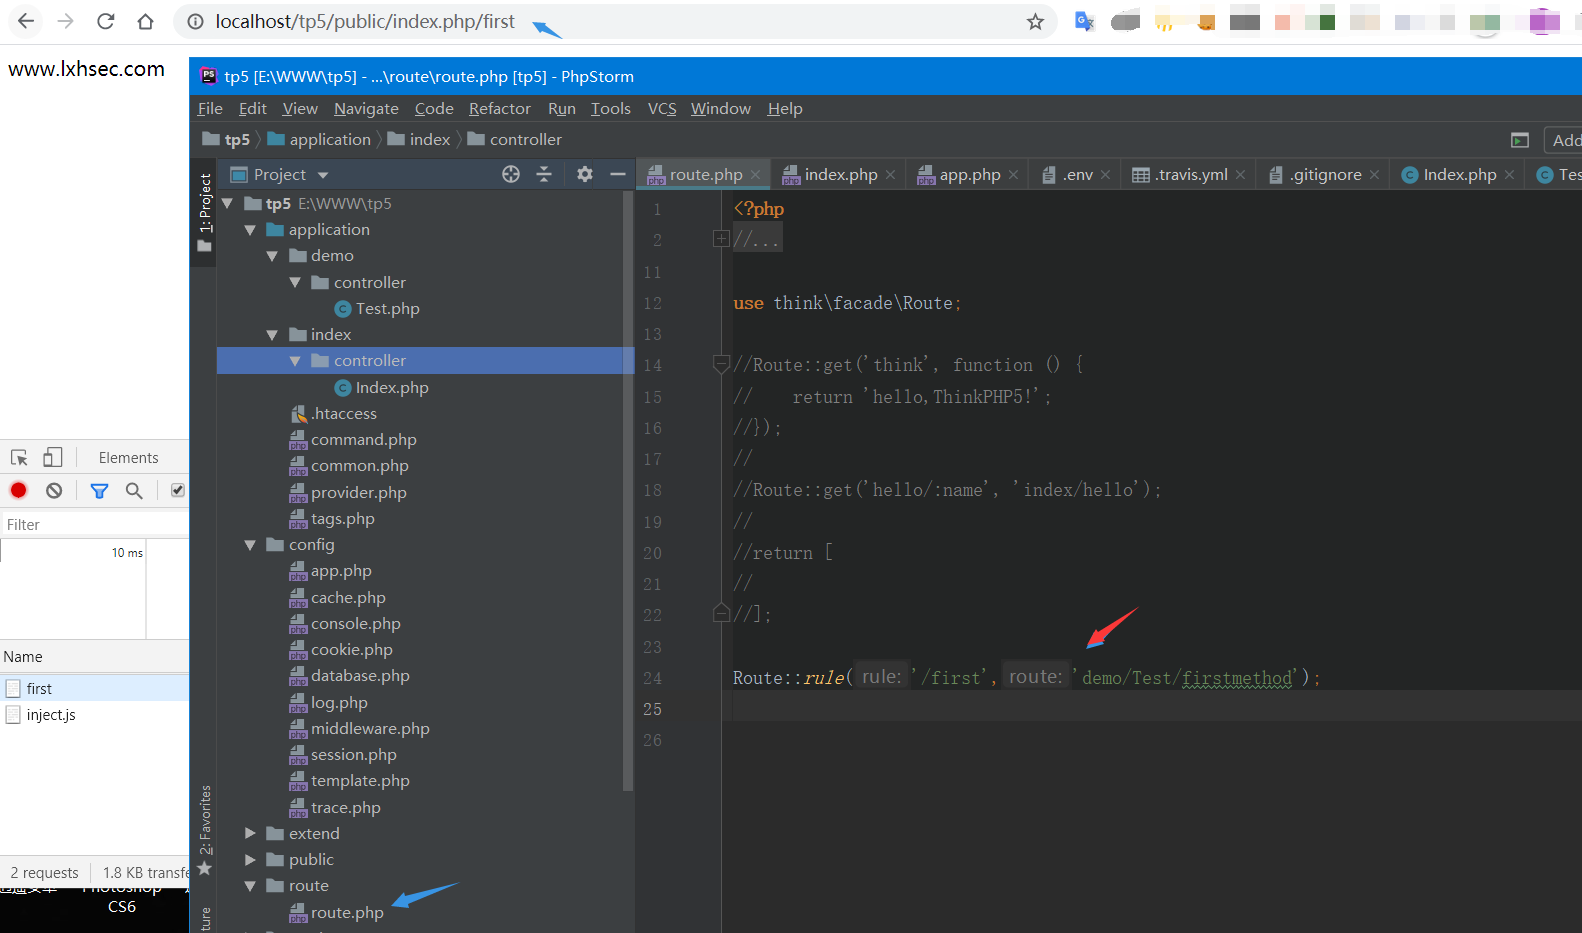 localhost/tp5/public/index.php/first
www.lxhsec.com
tp5 [E:\WWW\tp5] - ...\route\route.php [tp5] - PhpStorm
File Edit View Navigate Code Refactor Run Tools VCS Window Help
tp5 application index controller
Add
Project
route.php index.php app.php .env .travis.yml .gitignore Index.php Tes
1: Project
tp5 E:\WWW\tp5
application
demo
controller
Test.php
index
controller
Index.php
.htaccess
command.php
common.php
provider.php
tags.php
config
app.php
cache.php
console.php
cookie.php
database.php
log.php
middleware.php
session.php
template.php
trace.php
extend
public
route
route.php
2: Favorites
1 <?php
2 //...
11
12 use think\facade\Route;
13
14 //Route::get('think', function () {
15 //    return 'hello,ThinkPHP5!';
16 //});
17 //
18 //Route::get('hello/:name', 'index/hello');
19 //
20 //return [
21 //
22 //];
23
24 Route::rule( rule: '/first', route: 'demo/Test/firstmethod');
25
26
Elements
Filter
10 ms
Name
first
inject.js
2 requests 1.8 KB transfe
Photoshop
CS6